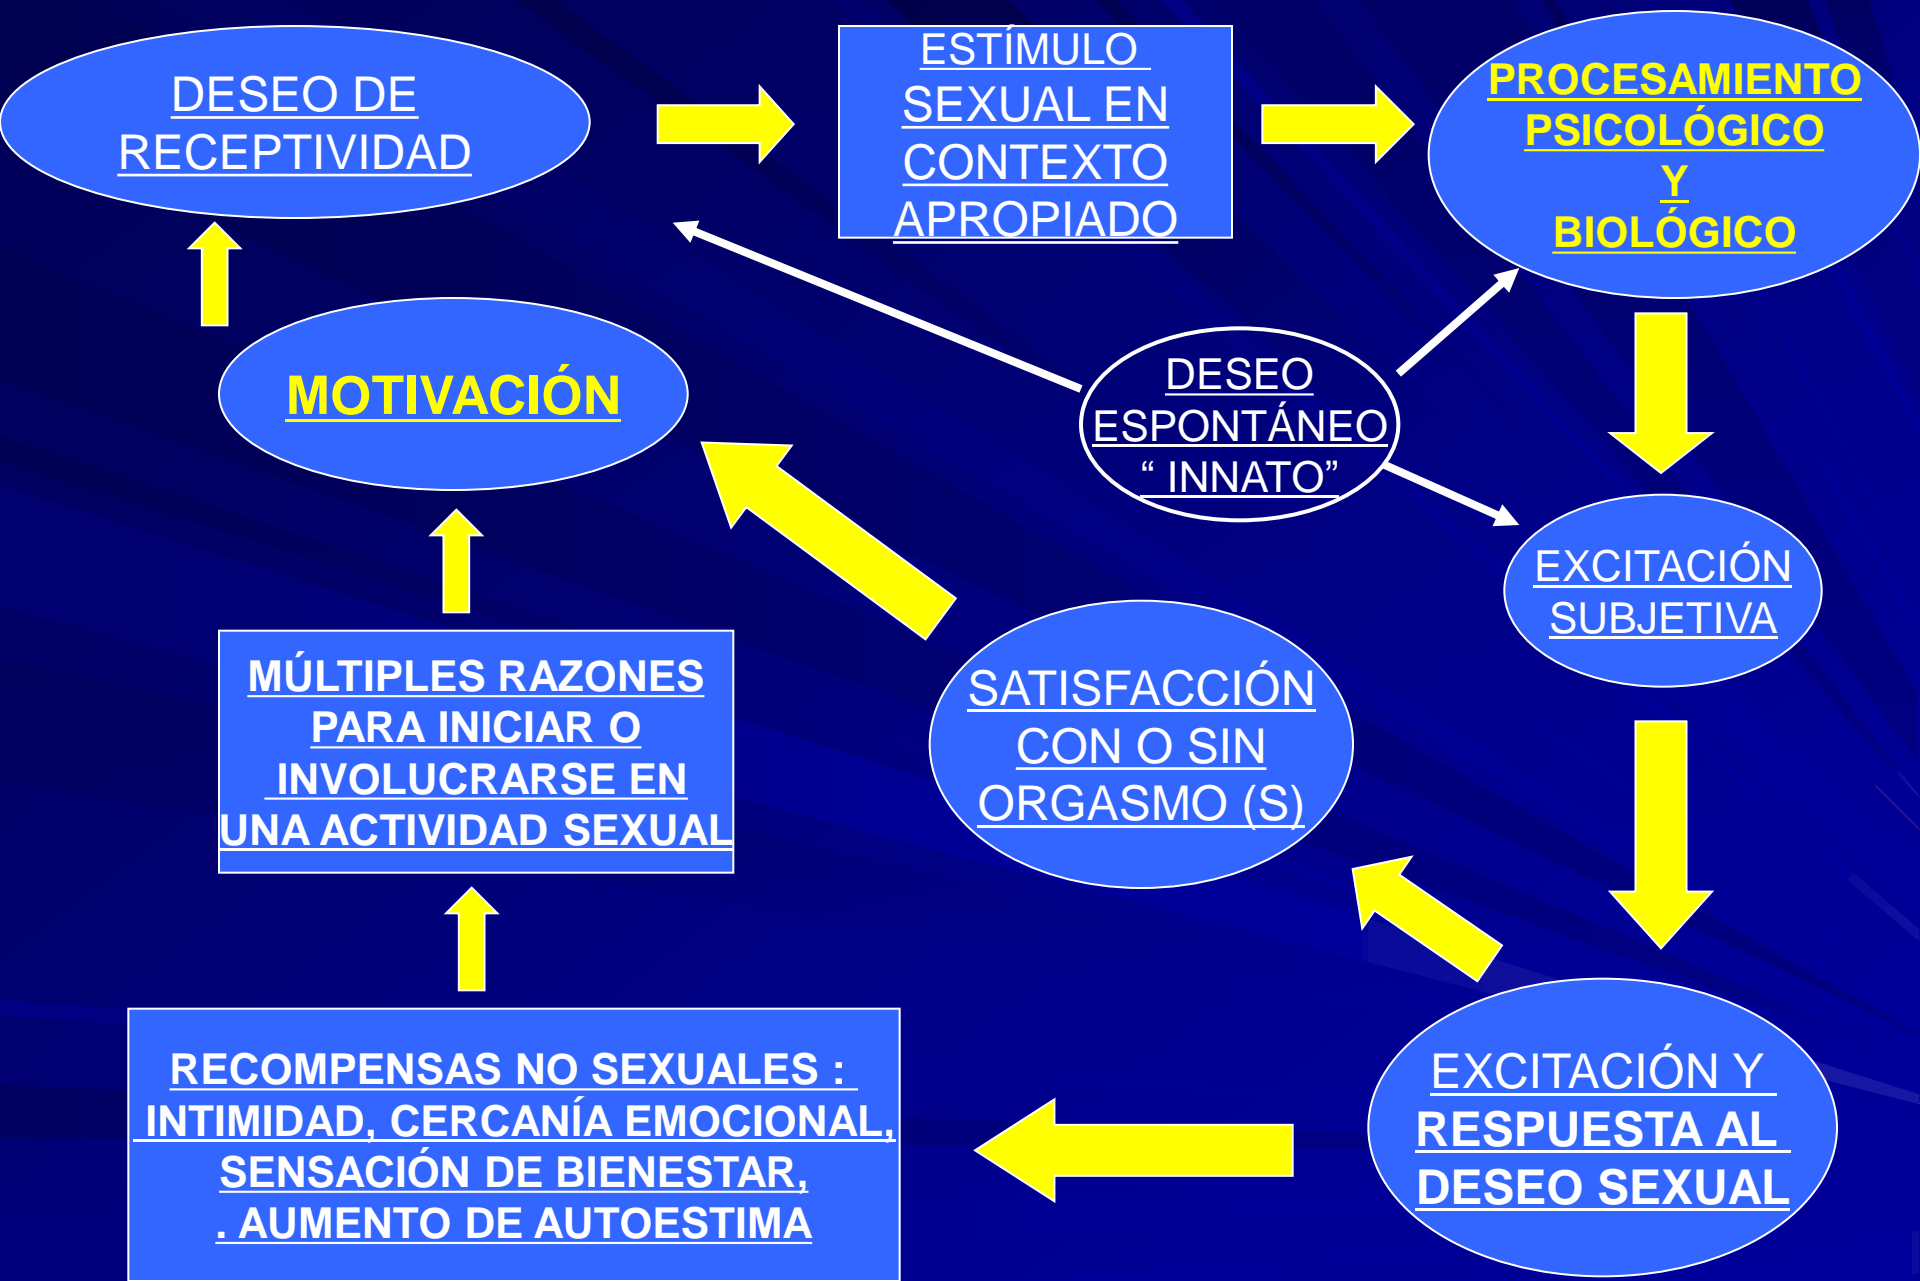 DESEO DE
RECEPTIVIDAD
ESTÍMULO
SEXUAL EN
CONTEXTO
APROPIADO
PROCESAMIENTO
PSICOLÓGICO
Y
BIOLÓGICO
MOTIVACIÓN
DESEO
ESPONTÁNEO
“ INNATO”
EXCITACIÓN
SUBJETIVA
MÚLTIPLES RAZONES
PARA INICIAR O
INVOLUCRARSE EN
UNA ACTIVIDAD SEXUAL
SATISFACCIÓN
CON O SIN
ORGASMO (S)
RECOMPENSAS NO SEXUALES :
INTIMIDAD, CERCANÍA EMOCIONAL,
SENSACIÓN DE BIENESTAR,
. AUMENTO DE AUTOESTIMA
EXCITACIÓN Y
RESPUESTA AL
DESEO SEXUAL